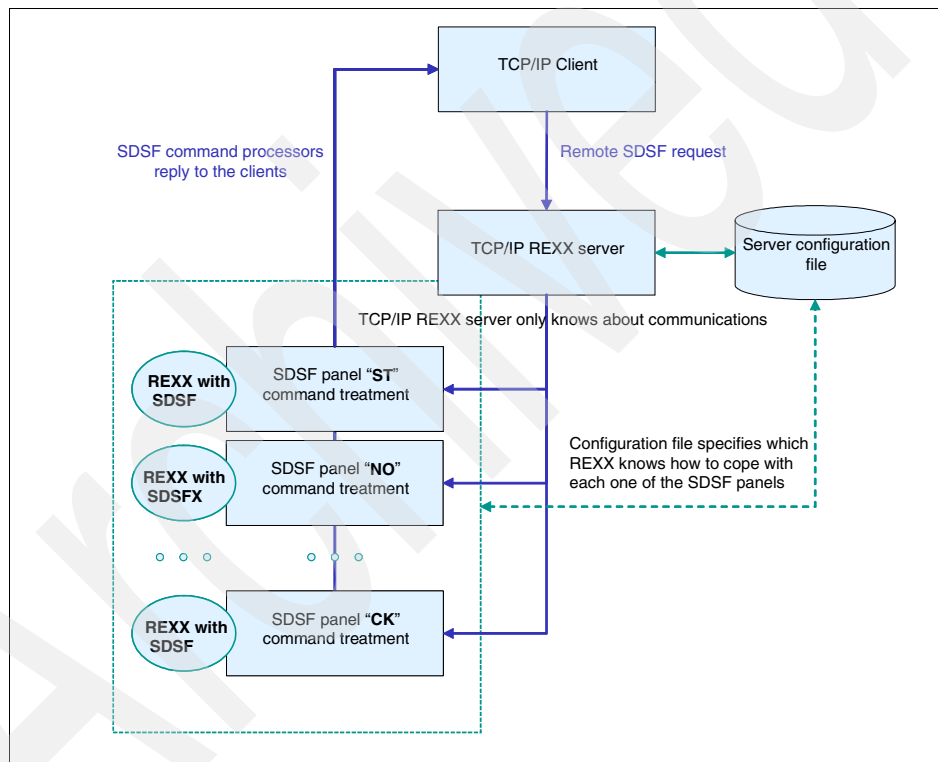 TCP/IP Client
SDSF command processors
reply to the clients
Remote SDSF request
TCP/IP REXX server
Server configuration
file
TCP/IP REXX server only knows about communications
REXX with
SDSF
SDSF panel “ST”
command treatment
REXX with
SDSFX
SDSF panel “NO”
command treatment
Configuration file specifies which
REXX knows how to cope with
each one of the SDSF panels
REXX with
SDSF
SDSF panel “CK”
command treatment
Archived